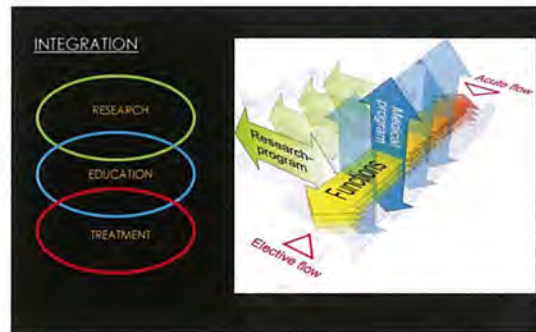 INTEGRATION
RESEARCH
EDUCATION
TREATMENT
Acute flow
Medical
program
Research-
program
Functions
Elective flow